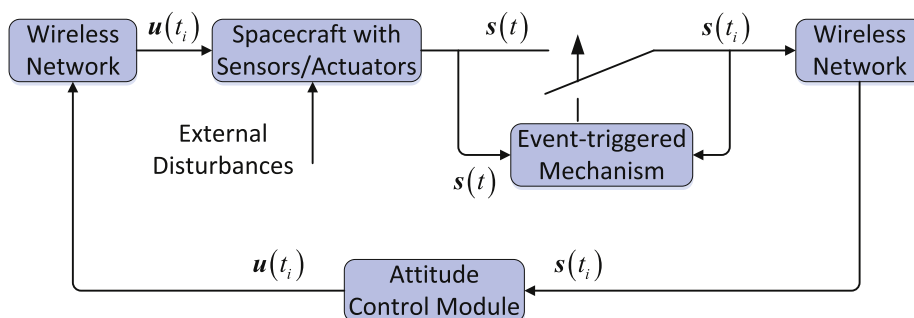 Wireless
Network
u(t_i)
Spacecraft with
Sensors/Actuators
s(t)
s(t_i)
Wireless
Network
External
Disturbances
s(t)
Event-triggered
Mechanism
u(t_i)
Attitude
Control Module
s(t_i)